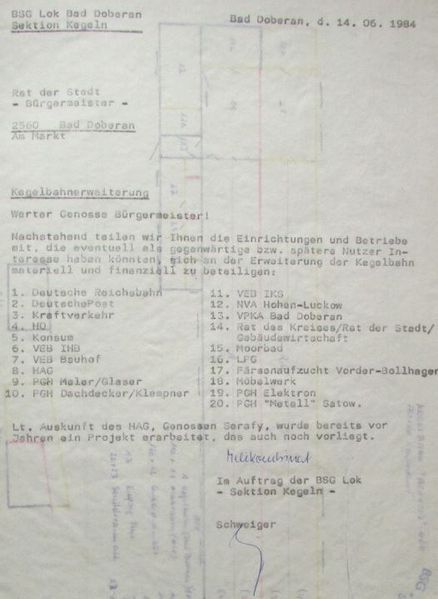 BSG Lok Bad Doberan
Sektion Kegeln
Bad Doberan, d. 14. 06. 1984
Rat der Stadt
- Bürgermeister -
2560 Bad Doberan
Am Markt
Kegelbahnerweiterung
Werter Genosse Bürgermeister!
Nachstehend teilen wir Ihnen die Einrichtungen und Betriebe
mit, die eventuell als gegenwärtige bzw. spätere Nutzer In-
teresse haben könnten, sich an der Erweiterung der Kegelbahn
materiell und finanziell zu beteiligen:
1. Deutsche Reichsbahn
2. DeutschePost
3. Kraftverkehr
4. HO
5. Konsum
6. VEB IHB
7. VEB Bauhof
8. HAG
9. PGH Maler/Glaser
10. PGH Dachdecker/Klempner
11. VEB IKS
12. NVA Hohen-Luckow
13. VPKA Bad Doberan
14. Rat des Kreises/Rat der Stadt/
Gebäudewirtschaft
15. Moorbad
16. LPG
17. Färsenaufzucht Vorder-Bollhagen
18. Möbelwerk
19. PGH Elektron
20. PGH "Metall" Satow.
Lt. Auskunft des HAG, Genossen Serafy, wurde bereits vor
Jahren ein Projekt erarbeitet, das auch noch vorliegt.
Im Auftrag der BSG Lok
- Sektion Kegeln -
Schweiger